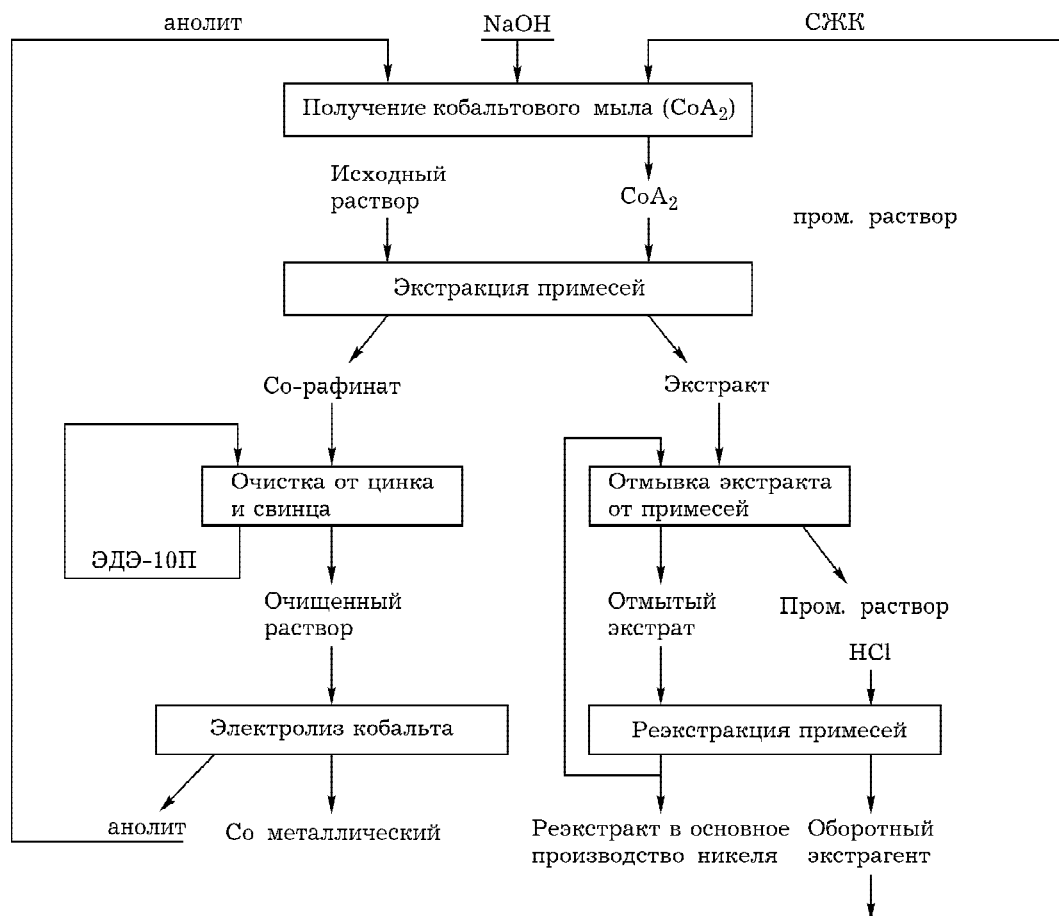 анолит
NaOH
СЖК
Получение кобальтового мыла (CoA₂)
Исходный
раствор
CoA₂
пром. раствор
Экстракция примесей
Co-рафинат
Экстракт
Очистка от цинка
и свинца
Отмывка экстракта
от примесей
ЭДЭ-10П
Очищенный
раствор
Отмытый
экстрат
Пром. раствор
HCl
Электролиз кобальта
Реэкстракция примесей
анолит
Co металлический
Реэкстракт в основное
производство никеля
Оборотный
экстрагент